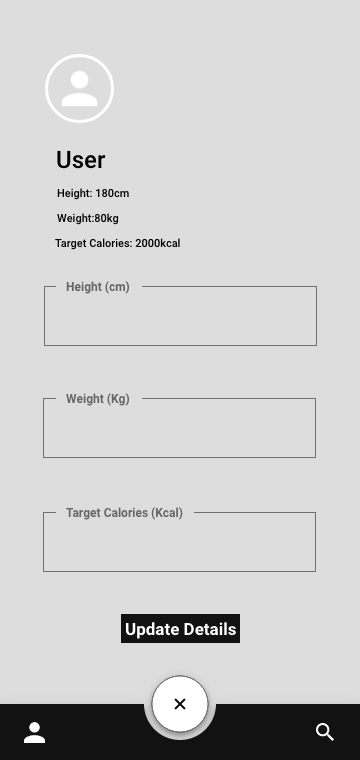 User
Height: 180cm
Weight:80kg
Target Calories: 2000kcal
Height (cm)
Weight (Kg)
Target Calories (Kcal)
Update Details